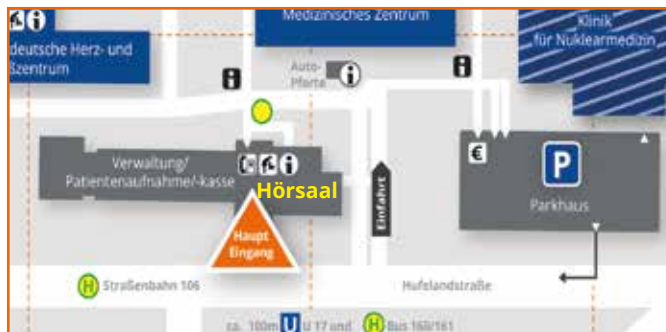 Medizinisches Zentrum
Klinik
für Nuklearmedizin
deutsche Herz- und
ßzentrum
Auto-
Pforte
H
Verwaltung/
Patientenaufnahme/-kasse
Hörsaal
€
P
Parkhaus
Einfahrt
Haupt
Eingang
H Straßenbahn 106
Hufelandstraße
ca. 100m U U 17 und H Bus 160/161